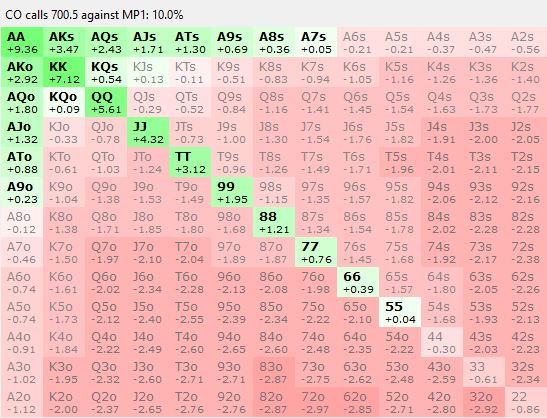 CO calls 700.5 against MP1: 10.0%
AA AKs AQs AJs ATs A9s A8s A7s A6s A5s A4s A3s A2s
+9.36 +3.47 +2.43 +1.71 +1.30 +0.69 +0.36 +0.05 -0.21 -0.21 -0.37 -0.47 -0.56
AKo KK KQs KJs KTs K9s K8s K7s K6s K5s K4s K3s K2s
+2.92 +7.12 +0.54 +0.13 -0.11 -0.51 -0.83 -0.94 -1.05 -1.16 -1.26 -1.36 -1.40
AQo KQo QQ QJs QTs Q9s Q8s Q7s Q6s Q5s Q4s Q3s Q2s
+1.80 +0.09 +5.61 -0.29 -0.52 -0.84 -1.16 -1.41 -1.45 -1.54 -1.63 -1.73 -1.77
AJo KJo QJo JJ JTs J9s J8s J7s J6s J5s J4s J3s J2s
+1.32 -0.33 -0.78 +4.32 -0.73 -1.00 -1.30 -1.54 -1.76 -1.82 -1.91 -2.00 -2.05
ATo KTo QTo JTo TT T9s T8s T7s T6s T5s T4s T3s T2s
+0.88 -0.61 -1.03 -1.24 +3.12 -0.96 -1.26 -1.49 -1.71 -1.96 -2.01 -2.11 -2.15
A9o K9o Q9o J9o T9o 99 98s 97s 96s 95s 94s 93s 92s
+0.23 -1.04 -1.38 -1.53 -1.49 +1.95 -1.15 -1.35 -1.57 -1.82 -2.06 -2.12 -2.16
A8o K8o Q8o J8o T8o 98o 88 87s 86s 85s 84s 83s 82s
-0.12 -1.38 -1.71 -1.85 -1.80 -1.68 +1.21 -1.34 -1.54 -1.78 -2.02 -2.28 -2.28
A7o K7o Q7o J7o T7o 97o 87o 77 76s 75s 74s 73s 72s
-0.46 -1.50 -1.97 -2.10 -2.04 -1.89 -1.87 +0.76 -1.45 -1.68 -1.92 -2.17 -2.38
A6o K6o Q6o J6o T6o 96o 86o 76o 66 65s 64s 63s 62s
-0.74 -1.61 -2.02 -2.34 -2.28 -2.13 -2.08 -1.98 +0.39 -1.57 -1.80 -2.05 -2.26
A5o K5o Q5o J5o T5o 95o 85o 75o 65o 55 54s 53s 52s
-0.74 -1.73 -2.12 -2.40 -2.55 -2.39 -2.34 -2.22 -2.10 +0.04 -1.68 -1.93 -2.13
A4o K4o Q4o J4o T4o 94o 84o 74o 64o 54o 44 43s 42s
-0.91 -1.84 -2.22 -2.49 -2.60 -2.65 -2.60 -2.48 -2.35 -2.22 -0.30 -2.03 -2.23
A3o K3o Q3o J3o T3o 93o 83o 73o 63o 53o 43o 33 32s
-1.02 -1.95 -2.32 -2.60 -2.71 -2.71 -2.87 -2.75 -2.62 -2.48 -2.59 -0.61 -2.34
A2o K2o Q2o J2o T2o 92o 82o 72o 62o 52o 42o 32o 22
-1.12 -2.00 -2.37 -2.65 -2.76 -2.76 -2.87 -2.97 -2.85 -2.71 -2.80 -2.92 -0.86